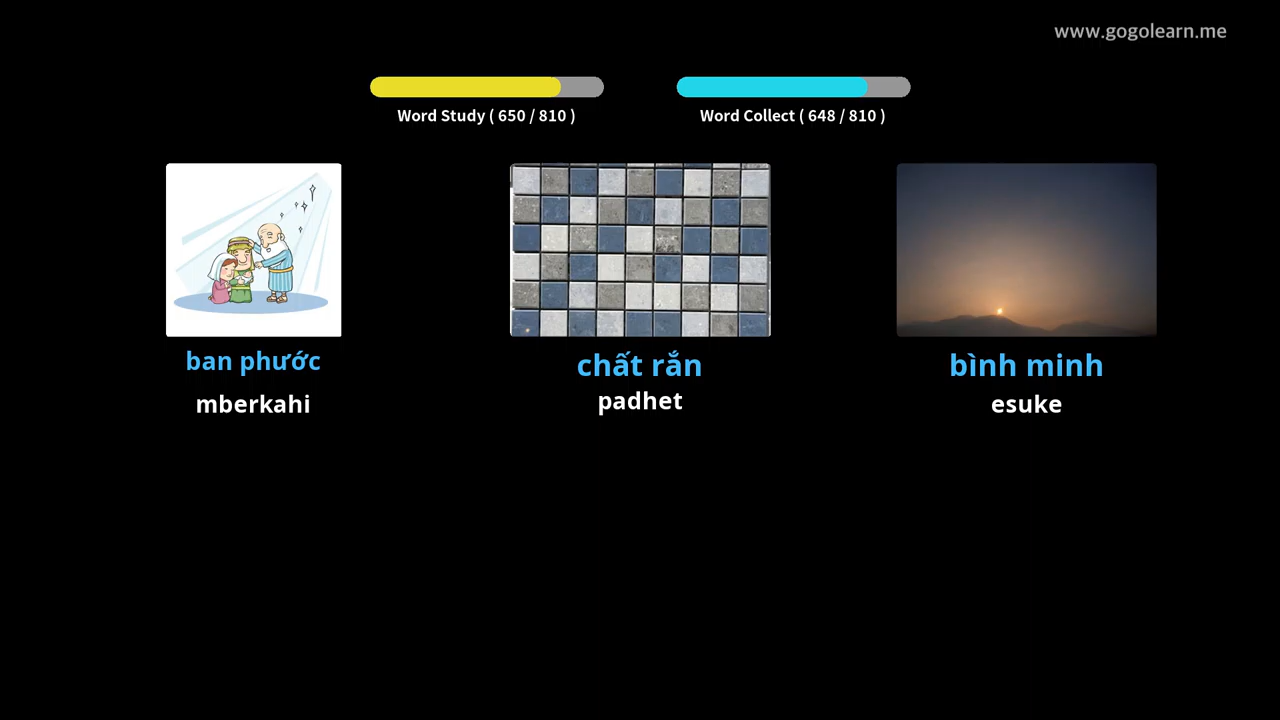 www.gogolearn.me
Word Study ( 650 / 810 )
Word Collect ( 648 / 810 )
ban phước
chất rắn
bình minh
mberkahi
padhet
esuke